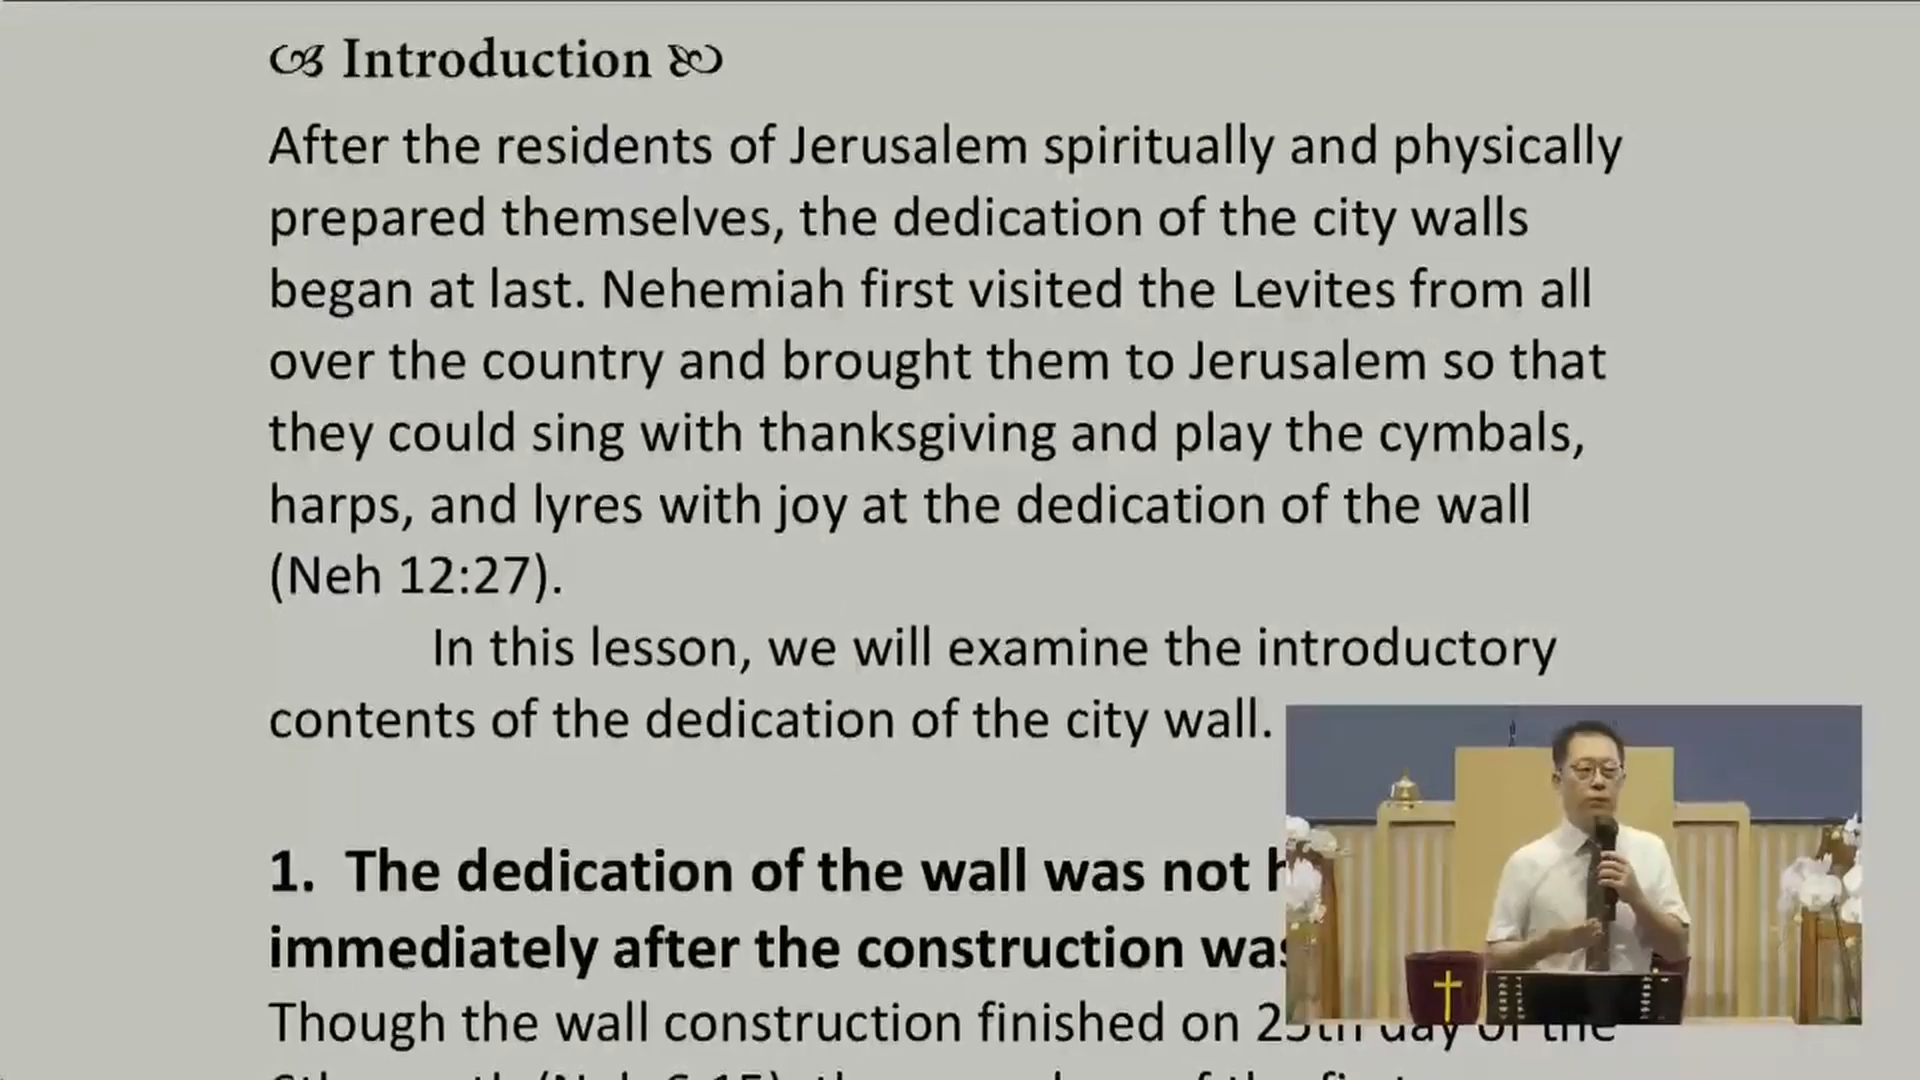 Introduction
After the residents of Jerusalem spiritually and physically
prepared themselves, the dedication of the city walls
began at last. Nehemiah first visited the Levites from all
over the country and brought them to Jerusalem so that
they could sing with thanksgiving and play the cymbals,
harps, and lyres with joy at the dedication of the wall
(Neh 12:27).
In this lesson, we will examine the introductory
contents of the dedication of the city wall.
1. The dedication of the wall was not
immediately after the construction was
Though the wall construction finished on 25th day of the